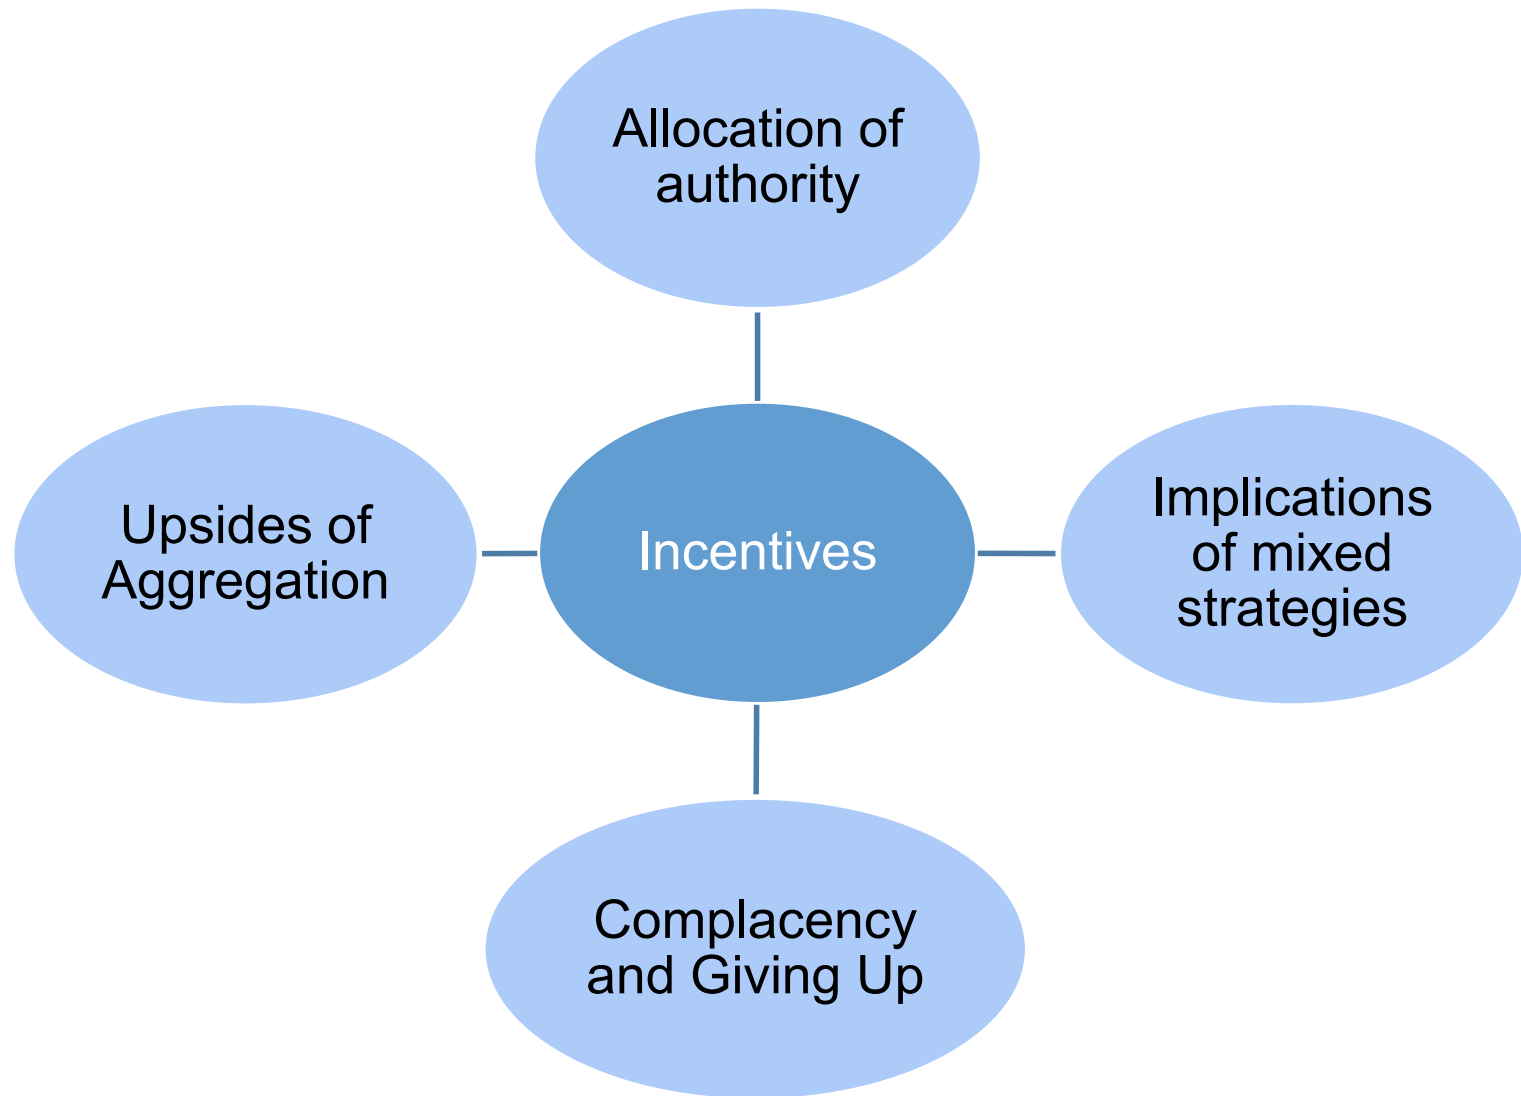 Allocation of
authority
Upsides of
Aggregation
Incentives
Implications
of mixed
strategies
Complacency
and Giving Up